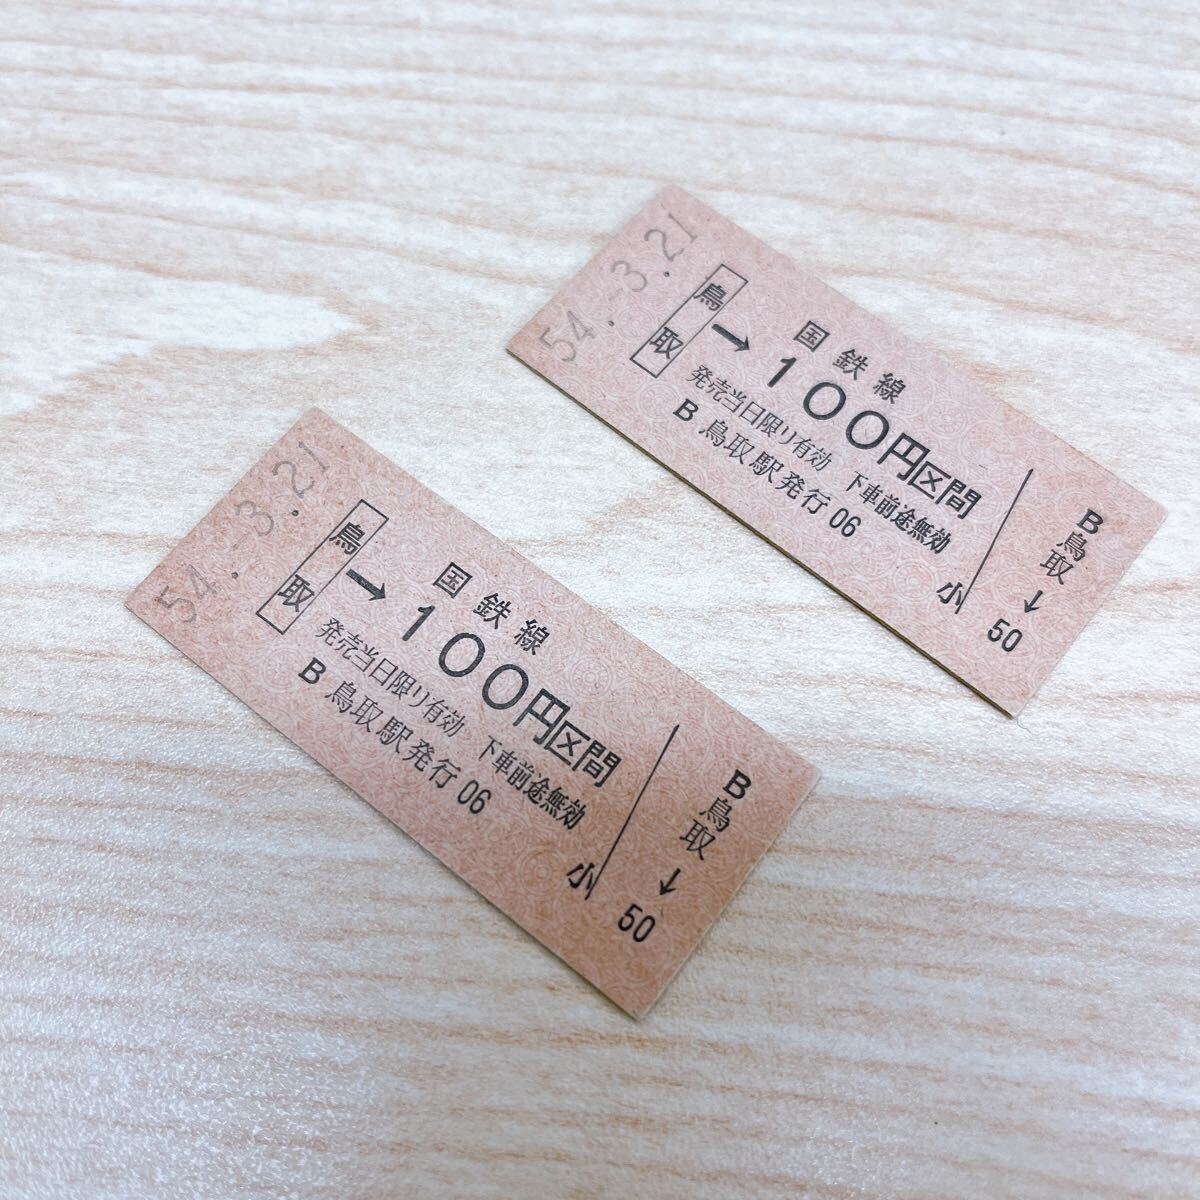 54.-3.21
鳥取→
国鉄線
100円区間
発売当日限り有効 下車前途無効
B 鳥取駅発行 06
小
B
鳥取
↓
50
54.-3.21
鳥取→
国鉄線
100円区間
発売当日限り有効 下車前途無効
B 鳥取駅発行 06
小
B
鳥取
↓
50